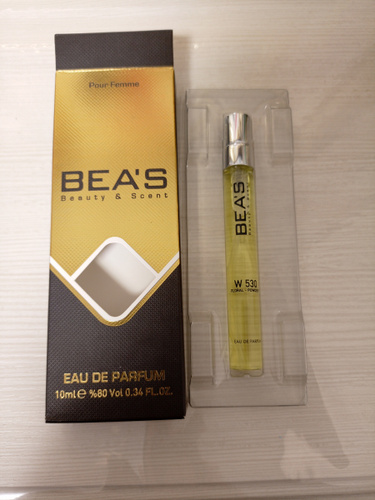 Pour Femme
BEA'S
Beauty & Scent
EAU DE PARFUM
10ml ℮ %80 Vol 0.34 FL.OZ.
BEA'S
W 530
EAU DE